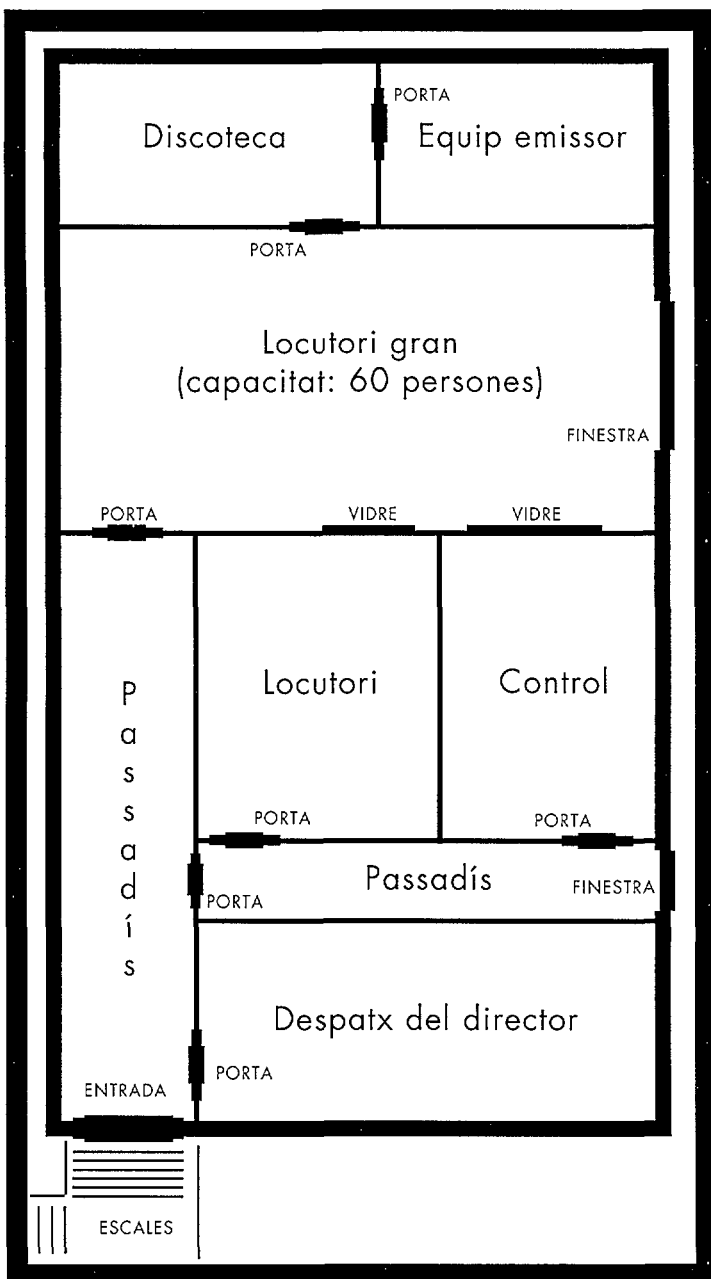 PORTA
Discoteca
Equip emissor
PORTA
Locutori gran
(capacitat: 60 persones)
FINESTRA
PORTA
VIDRE
VIDRE
Passadís
Locutori
Control
PORTA
PORTA
Passadís
FINESTRA
PORTA
Despatx del director
PORTA
ENTRADA
ESCALES